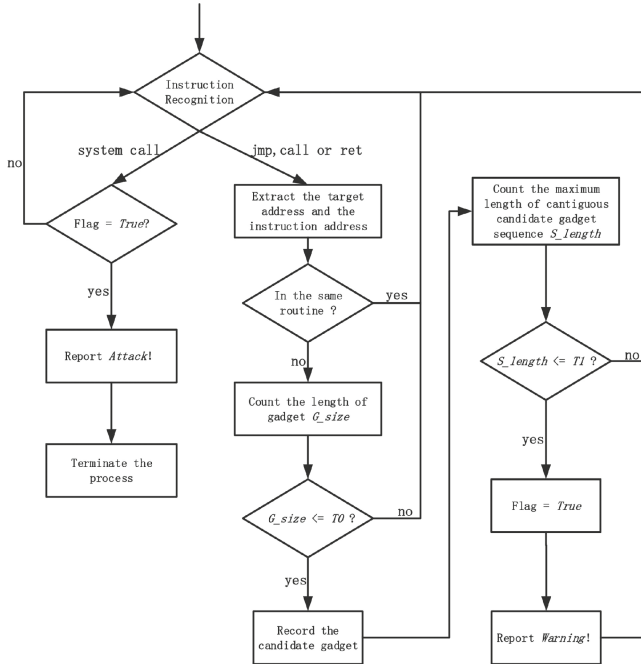 Instruction
Recognition
system call
jmp, call or ret
no
Flag = True?
yes
Report Attack!
Terminate the
process
Extract the target
address and the
instruction address
In the same
routine ?
yes
no
Count the length of
gadget G_size
G_size <= T0 ?
no
yes
Record the
candidate gadget
Count the maximum
length of cantiguous
candidate gadget
sequence S_length
S_length <= T1 ?
no
yes
Flag = True
Report Warning!